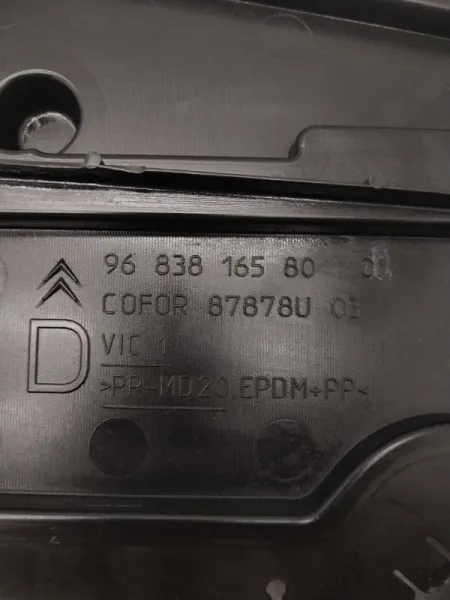 96 838 165 80
COFOR 87878U 01
D
VIC 1
>PP-MD20,EPDM+PP<